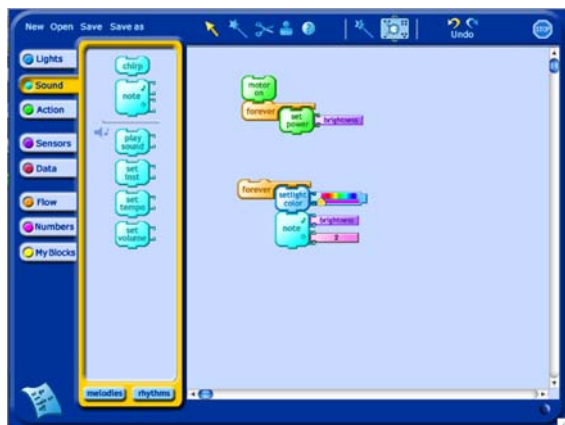 New Open Save Save as
Undo
STOP
Lights
Sound
Action
Sensors
Data
Flow
Numbers
My Blocks
chirp
note
play
sound
set
inst
set
tempo
set
volume
melodies rhythms
motor
on
forever
set
power
brightness
forever
setlight
color
note
brightness
2